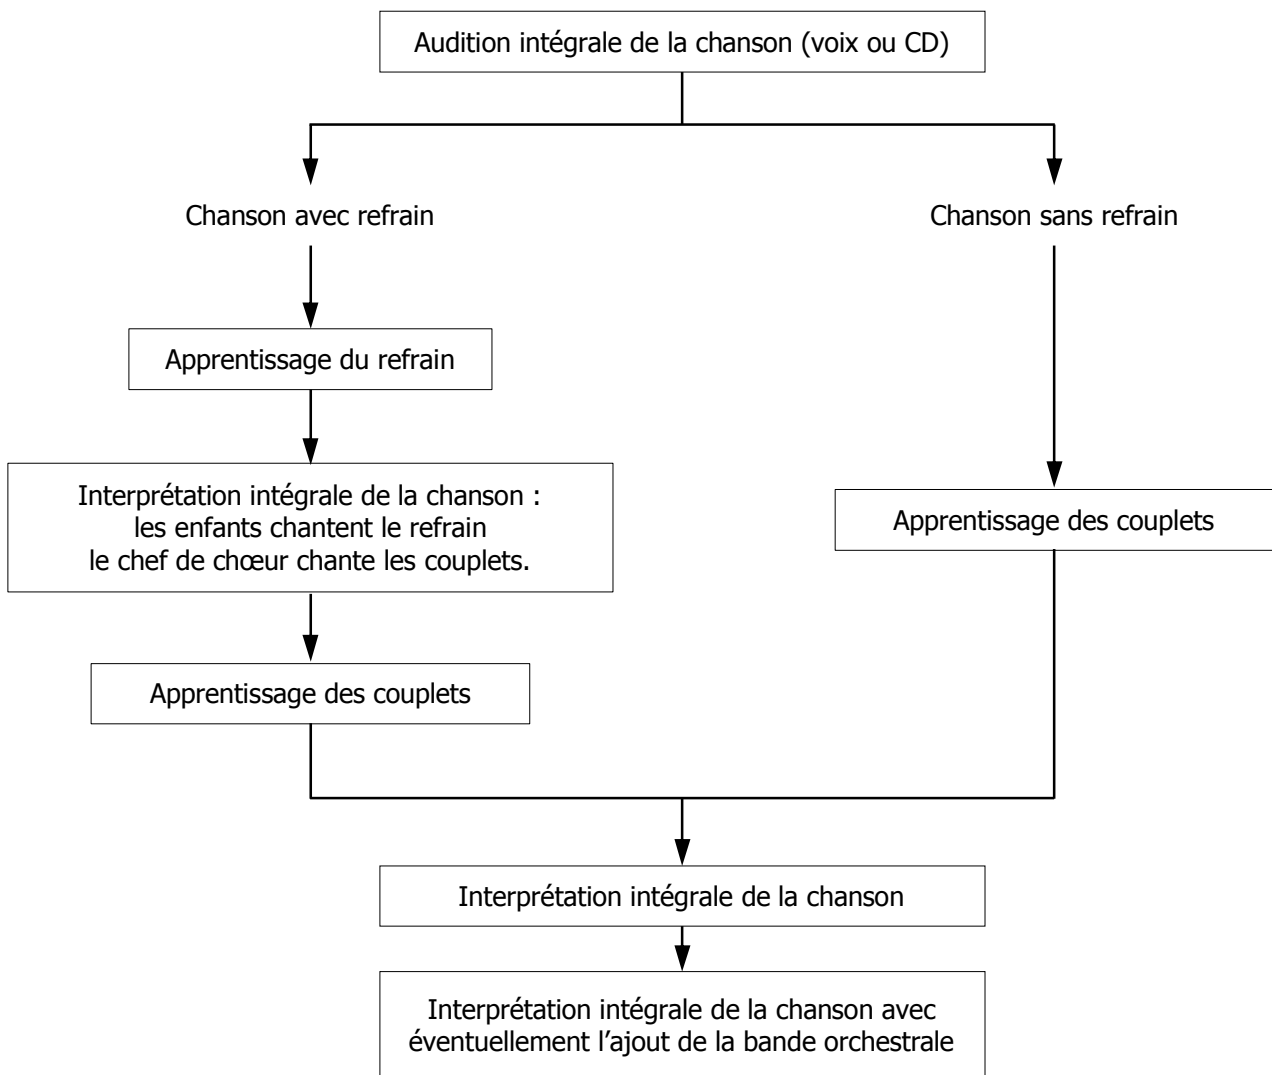 Audition intégrale de la chanson (voix ou CD)
Chanson avec refrain
Chanson sans refrain
Apprentissage du refrain
Interprétation intégrale de la chanson :
les enfants chantent le refrain
le chef de chœur chante les couplets.
Apprentissage des couplets
Apprentissage des couplets
Interprétation intégrale de la chanson
Interprétation intégrale de la chanson avec
éventuellement l’ajout de la bande orchestrale